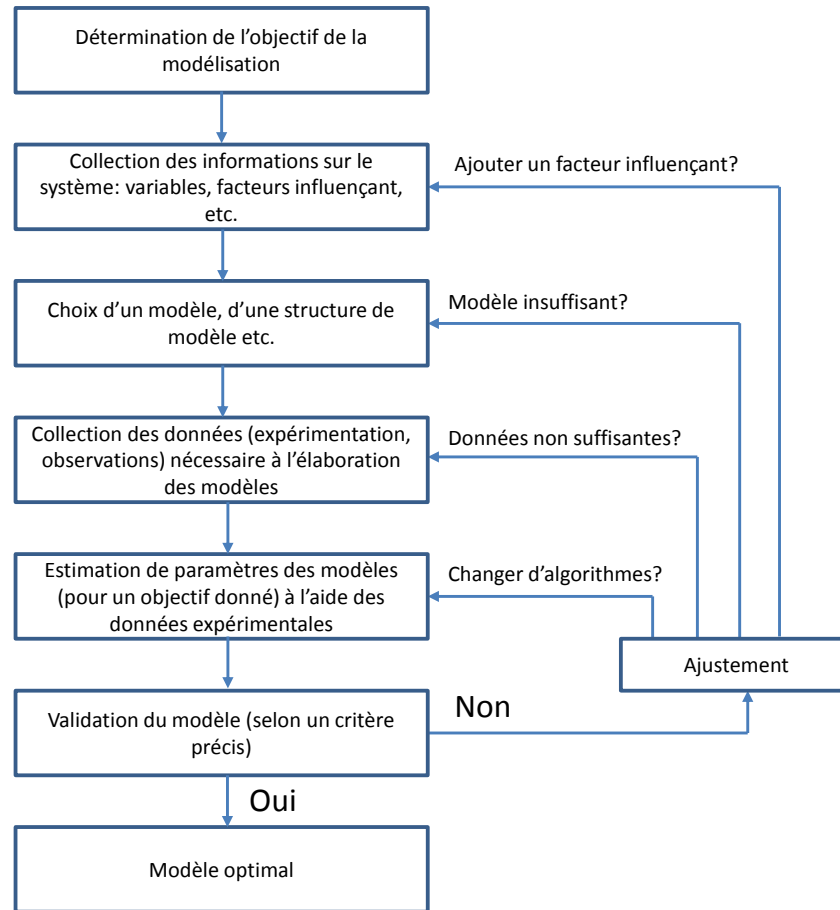 Détermination de l'objectif de la
modélisation
Collection des informations sur le
système: variables, facteurs influençant,
etc.
Ajouter un facteur influençant?
Choix d'un modèle, d'une structure de
modèle etc.
Modèle insuffisant?
Collection des données (expérimentation,
observations) nécessaire à l'élaboration
des modèles
Données non suffisantes?
Estimation de paramètres des modèles
(pour un objectif donné) à l'aide des
données expérimentales
Changer d'algorithmes?
Ajustement
Validation du modèle (selon un critère
précis)
Non
Oui
Modèle optimal